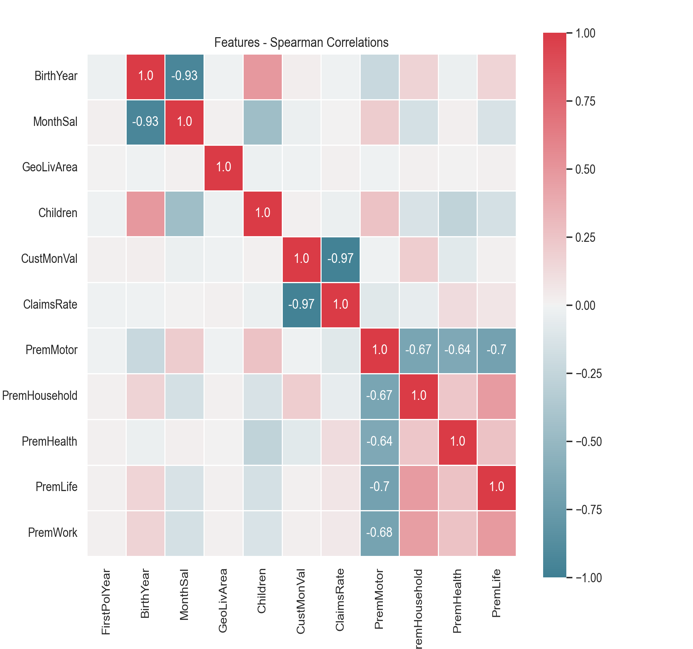 Features - Spearman Correlations
BirthYear 1.0 -0.93
MonthSal -0.93 1.0
GeoLivArea 1.0
Children 1.0
CustMonVal 1.0 -0.97
ClaimsRate -0.97 1.0
PremMotor 1.0 -0.67 -0.64 -0.7
PremHousehold -0.67 1.0
PremHealth -0.64 1.0
PremLife -0.7 1.0
PremWork -0.68
FirstPolYear
BirthYear
MonthSal
GeoLivArea
Children
CustMonVal
ClaimsRate
PremMotor
remHousehold
PremHealth
PremLife
1.00
0.75
0.50
0.25
0.00
−0.25
−0.50
−0.75
−1.00